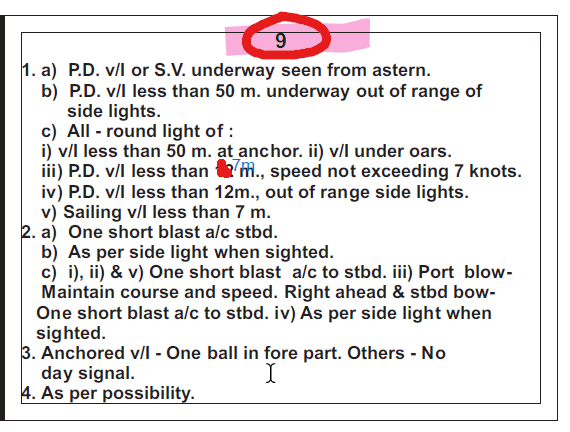 9
1. a) P.D. v/l or S.V. underway seen from astern.
b) P.D. v/l less than 50 m. underway out of range of
side lights.
c) All - round light of :
i) v/l less than 50 m. at anchor. ii) v/l under oars.
iii) P.D. v/l less than 7m m., speed not exceeding 7 knots.
iv) P.D. v/l less than 12m., out of range side lights.
v) Sailing v/l less than 7 m.
2. a) One short blast a/c stbd.
b) As per side light when sighted.
c) i), ii) & v) One short blast a/c to stbd. iii) Port blow-
Maintain course and speed. Right ahead & stbd bow-
One short blast a/c to stbd. iv) As per side light when
sighted.
3. Anchored v/l - One ball in fore part. Others - No
day signal.
4. As per possibility.